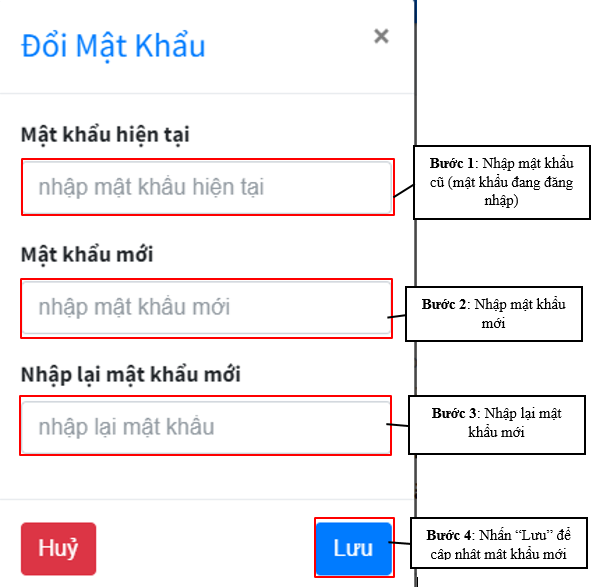 Đổi Mật Khẩu
×
Mật khẩu hiện tại
nhập mật khẩu hiện tại
Bước 1: Nhập mật khẩu
cũ (mật khẩu đang đăng
nhập)
Mật khẩu mới
nhập mật khẩu mới
Bước 2: Nhập mật khẩu
mới
Nhập lại mật khẩu mới
nhập lại mật khẩu
Bước 3: Nhập lại mật
khẩu mới
Huỷ
Lưu
Bước 4: Nhấn “Lưu” để
cập nhật mật khẩu mới